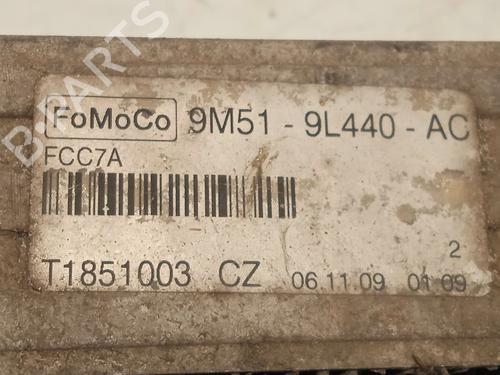 B-PARTS
FoMoCo 9M51 - 9L440 - AC
FCC7A
2
T1851003 CZ 06.11.09 01:09